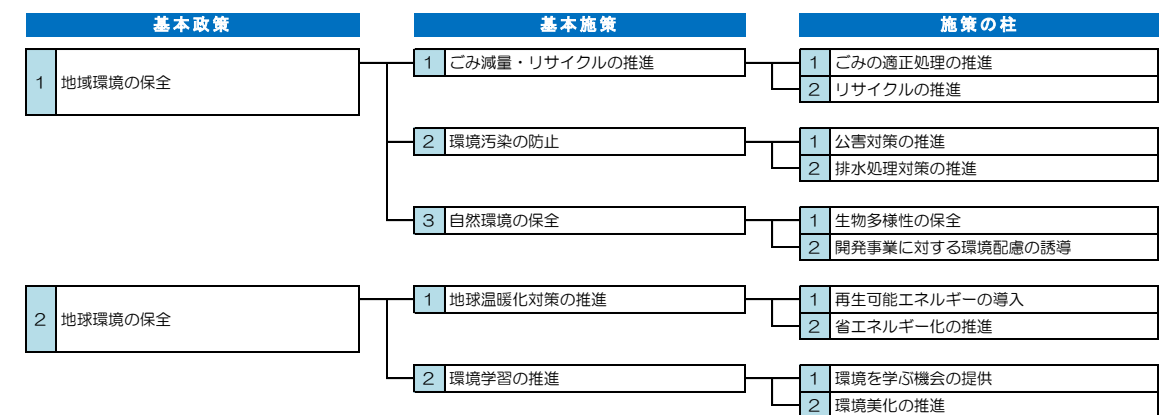 基本政策 基本施策 施策の柱
1 地域環境の保全 1 ごみ減量・リサイクルの推進 1 ごみの適正処理の推進
2 リサイクルの推進
2 環境汚染の防止 1 公害対策の推進
2 排水処理対策の推進
3 自然環境の保全 1 生物多様性の保全
2 開発事業に対する環境配慮の誘導
2 地球環境の保全 1 地球温暖化対策の推進 1 再生可能エネルギーの導入
2 省エネルギー化の推進
2 環境学習の推進 1 環境を学ぶ機会の提供
2 環境美化の推進